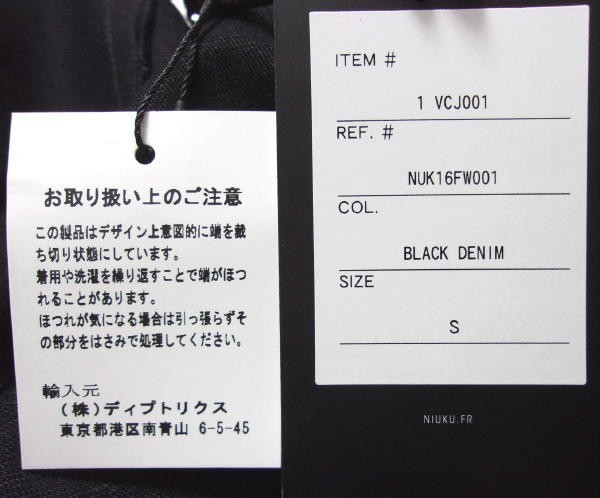 お取り扱い上のご注意
この製品はデザイン上意図的に端を裁
ち切り状態にしています。
着用や洗濯を繰り返すことで端がほつ
れることがあります。
ほつれが気になる場合は引っ張らずそ
の部分をはさみで処理してください。
輸入元
(株)ディプトリクス
東京都港区南青山 6-5-45
ITEM #
1 VCJ001
REF. #
NUK16FW001
COL.
BLACK DENIM
SIZE
S
NIUKU.FR